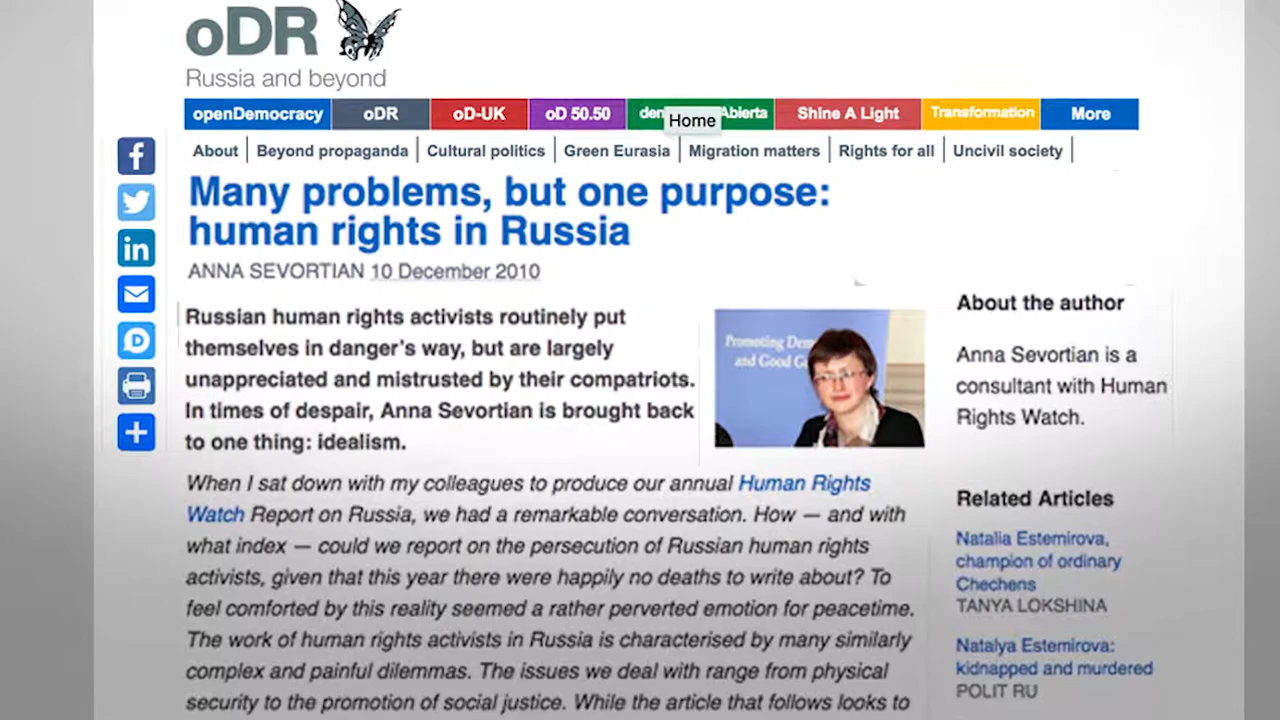 oDR
Russia and beyond
openDemocracy oDR oD-UK oD 50.50 Abierta Shine A Light Transformation More
Home
About Beyond propaganda Cultural politics Green Eurasia Migration matters Rights for all Uncivil society
Many problems, but one purpose:
human rights in Russia
ANNA SEVORTIAN 10 December 2010
Russian human rights activists routinely put
themselves in danger's way, but are largely
unappreciated and mistrusted by their compatriots.
In times of despair, Anna Sevortian is brought back
to one thing: idealism.
Promoting
and Good
When I sat down with my colleagues to produce our annual Human Rights
Watch Report on Russia, we had a remarkable conversation. How — and with
what index — could we report on the persecution of Russian human rights
activists, given that this year there were happily no deaths to write about? To
feel comforted by this reality seemed a rather perverted emotion for peacetime.
The work of human rights activists in Russia is characterised by many similarly
complex and painful dilemmas. The issues we deal with range from physical
security to the promotion of social justice. While the article that follows looks to
About the author
Anna Sevortian is a
consultant with Human
Rights Watch.
Related Articles
Natalia Estemirova,
champion of ordinary
Chechens
TANYA LOKSHINA
Natalya Estemirova:
kidnapped and murdered
POLIT RU